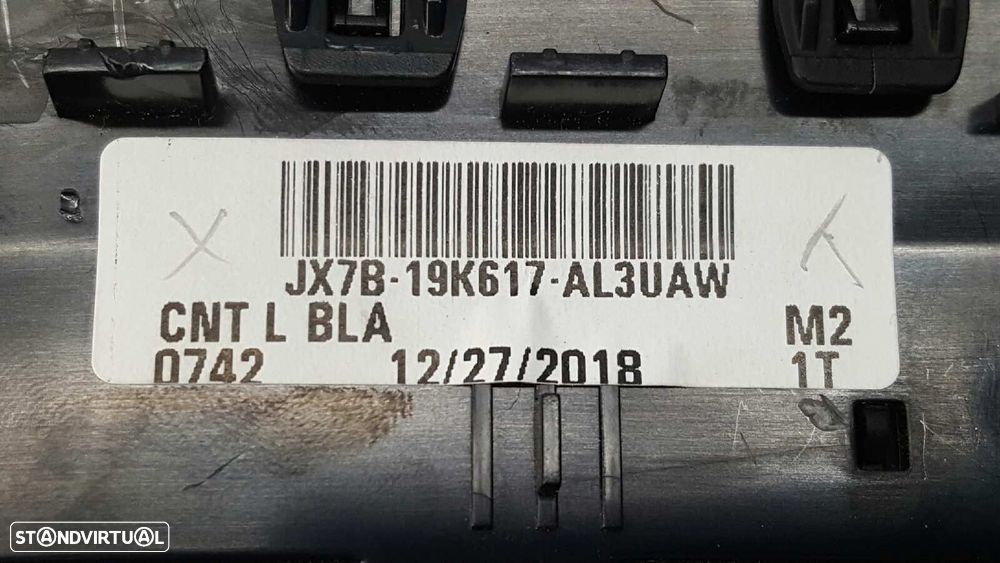 JX7B-19K617-AL3UAW
CNT L BLA M2
0742 12/27/2018 1T
STANDVIRTUAL